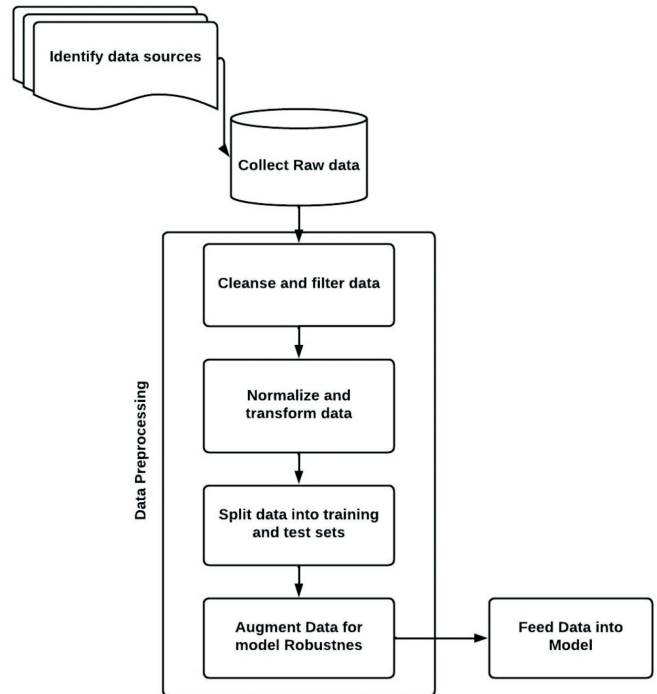 Identify data sources
Collect Raw data
Data Preprocessing
Cleanse and filter data
Normalize and
transform data
Split data into training
and test sets
Augment Data for
model Robustnes
Feed Data into
Model